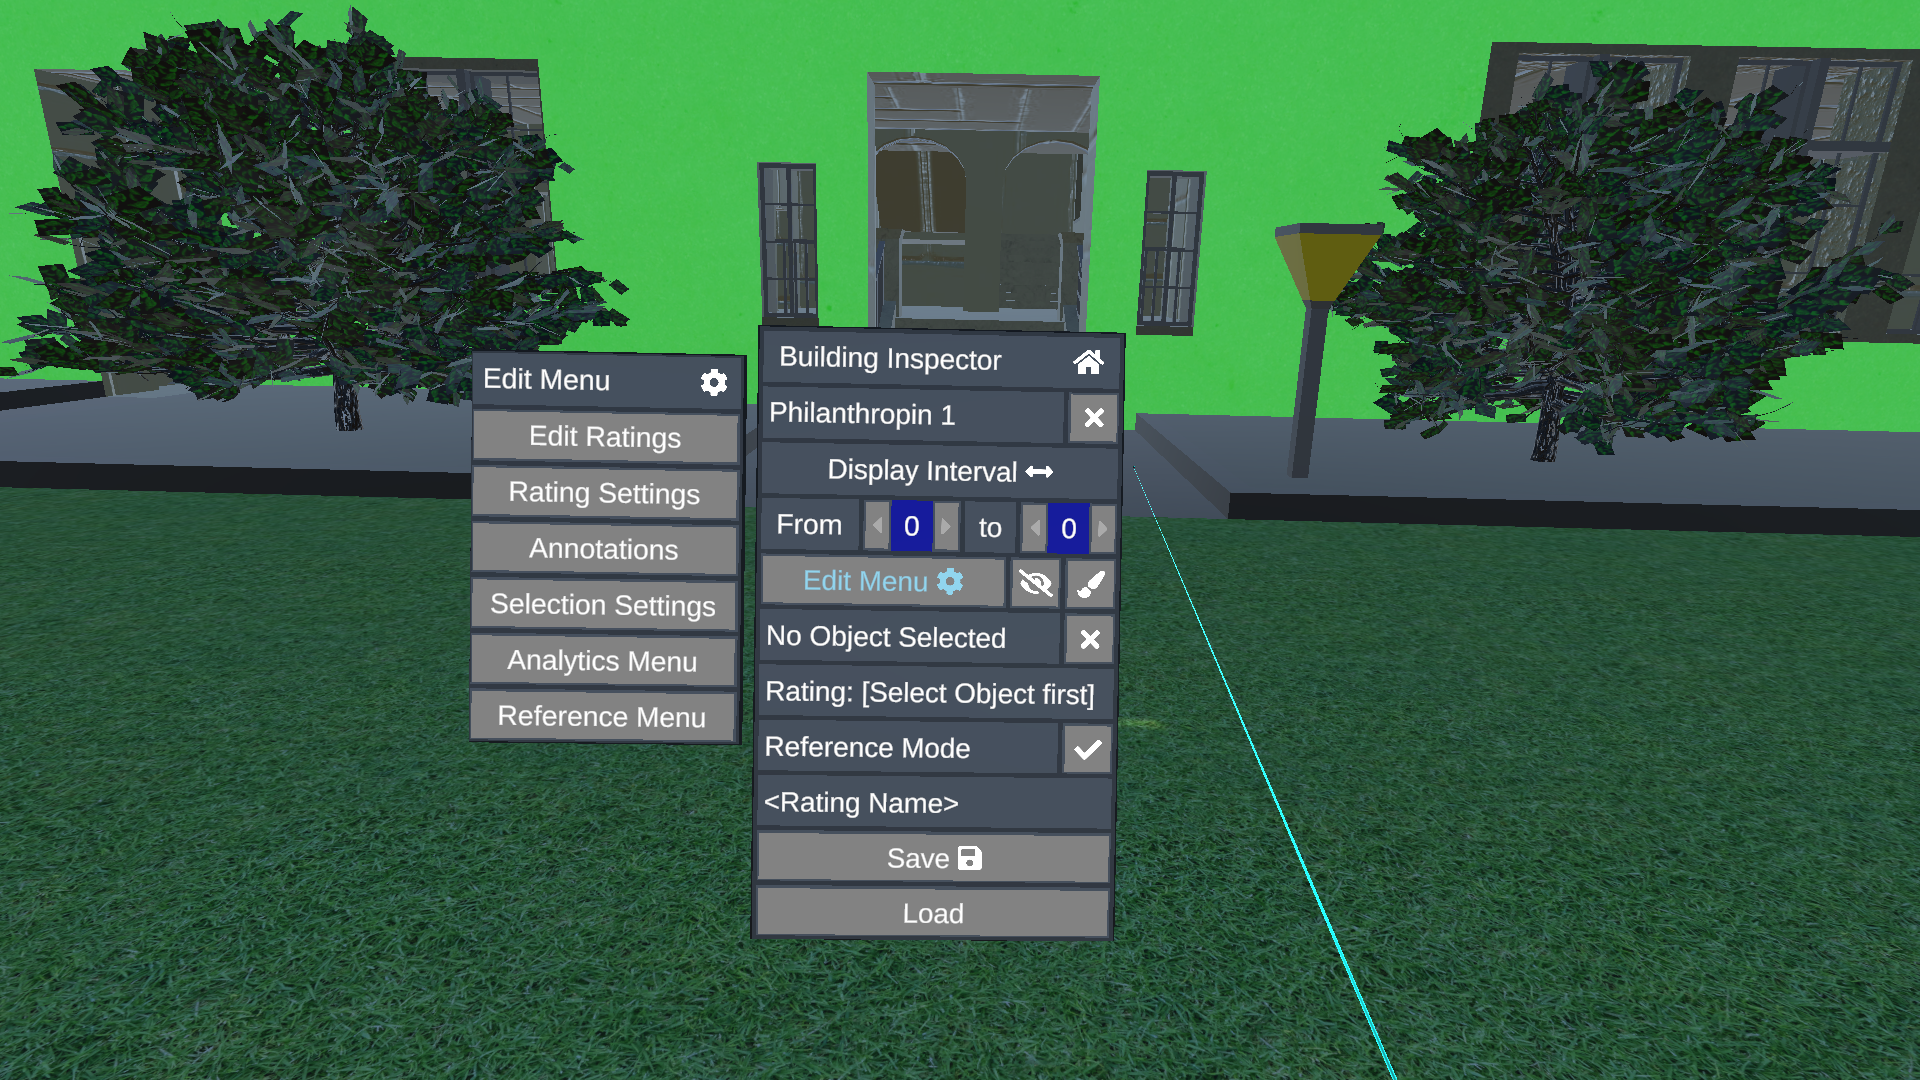 Edit Menu
Edit Ratings
Rating Settings
Annotations
Selection Settings
Analytics Menu
Reference Menu
Building Inspector
Philanthropin 1
Display Interval
From 0 to 0
Edit Menu
No Object Selected
Rating: [Select Object first]
Reference Mode
<Rating Name>
Save
Load